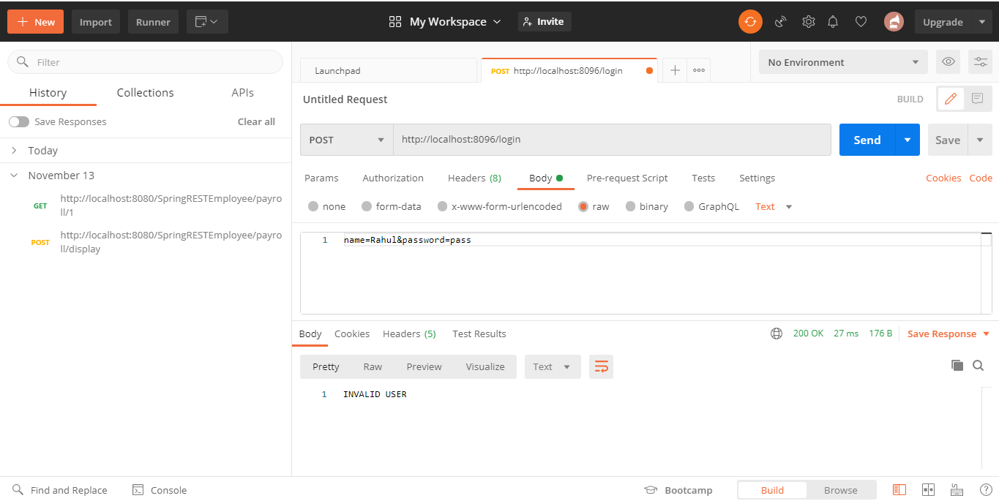 New Import Runner My Workspace Invite Upgrade
Filter
Launchpad POST http://localhost:8096/login No Environment
History Collections APIs
Untitled Request BUILD
Save Responses Clear all
POST http://localhost:8096/login Send Save
Today
November 13
GET http://localhost:8080/SpringRESTEmployee/payro
ll/1
POST http://localhost:8080/SpringRESTEmployee/payro
ll/display
Params Authorization Headers (8) Body Pre-request Script Tests Settings Cookies Code
none form-data x-www-form-urlencoded raw binary GraphQL Text
1 name=Rahul&password=pass
Body Cookies Headers (5) Test Results 200 OK 27 ms 176 B Save Response
Pretty Raw Preview Visualize Text
1 INVALID USER
Find and Replace Console Bootcamp Build Browse